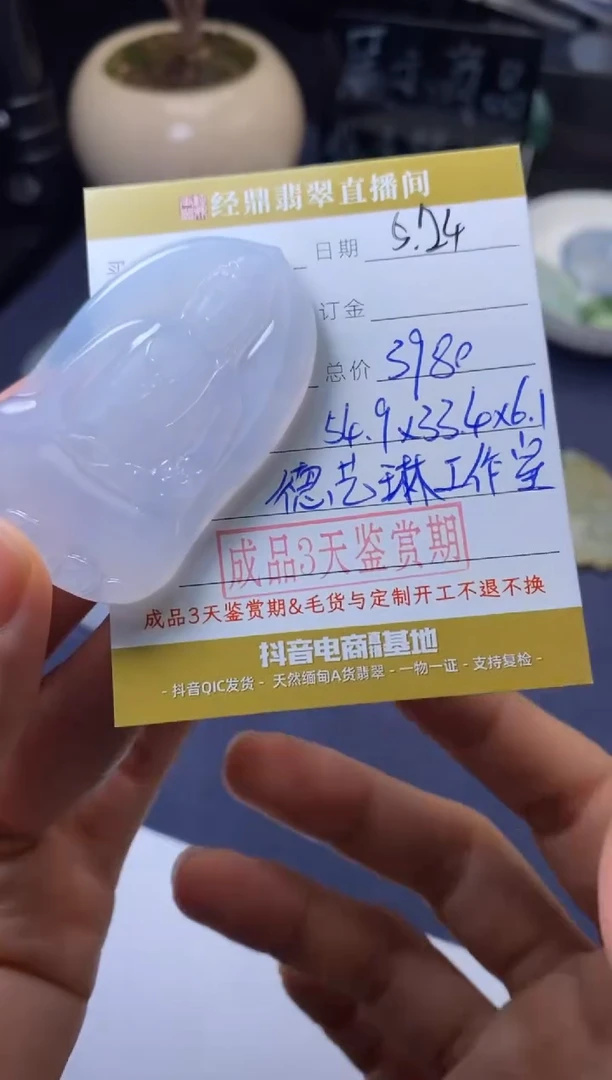 经鼎翡翠直播间
日期 5.24
订金
总价 3980
54.9x33.4x6.1
德艺琳工作室
成品3天鉴赏期
成品3天鉴赏期&毛货与定制开工不退不换
抖音电商基地
- 抖音QIC发货 - 天然缅甸A货翡翠 - 一物一证 - 支持复检 -